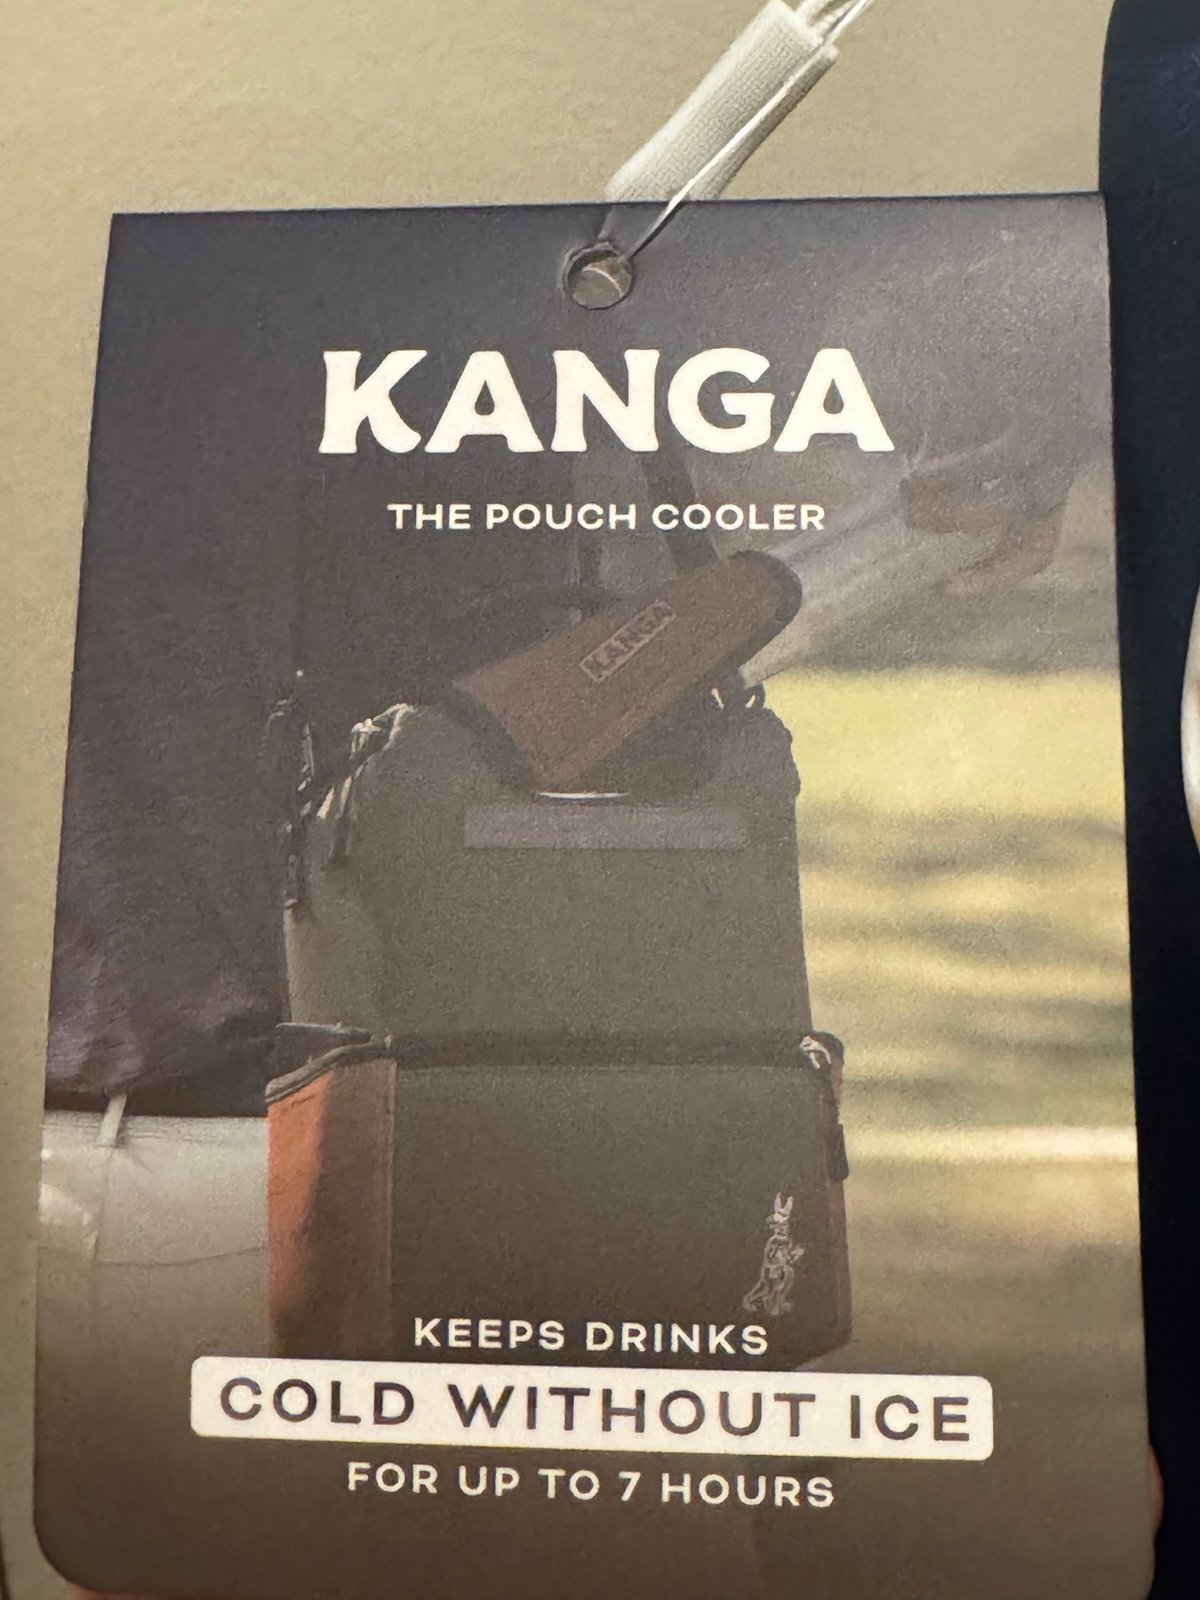 KANGA
THE POUCH COOLER
KANGA
KEEPS DRINKS
COLD WITHOUT ICE
FOR UP TO 7 HOURS